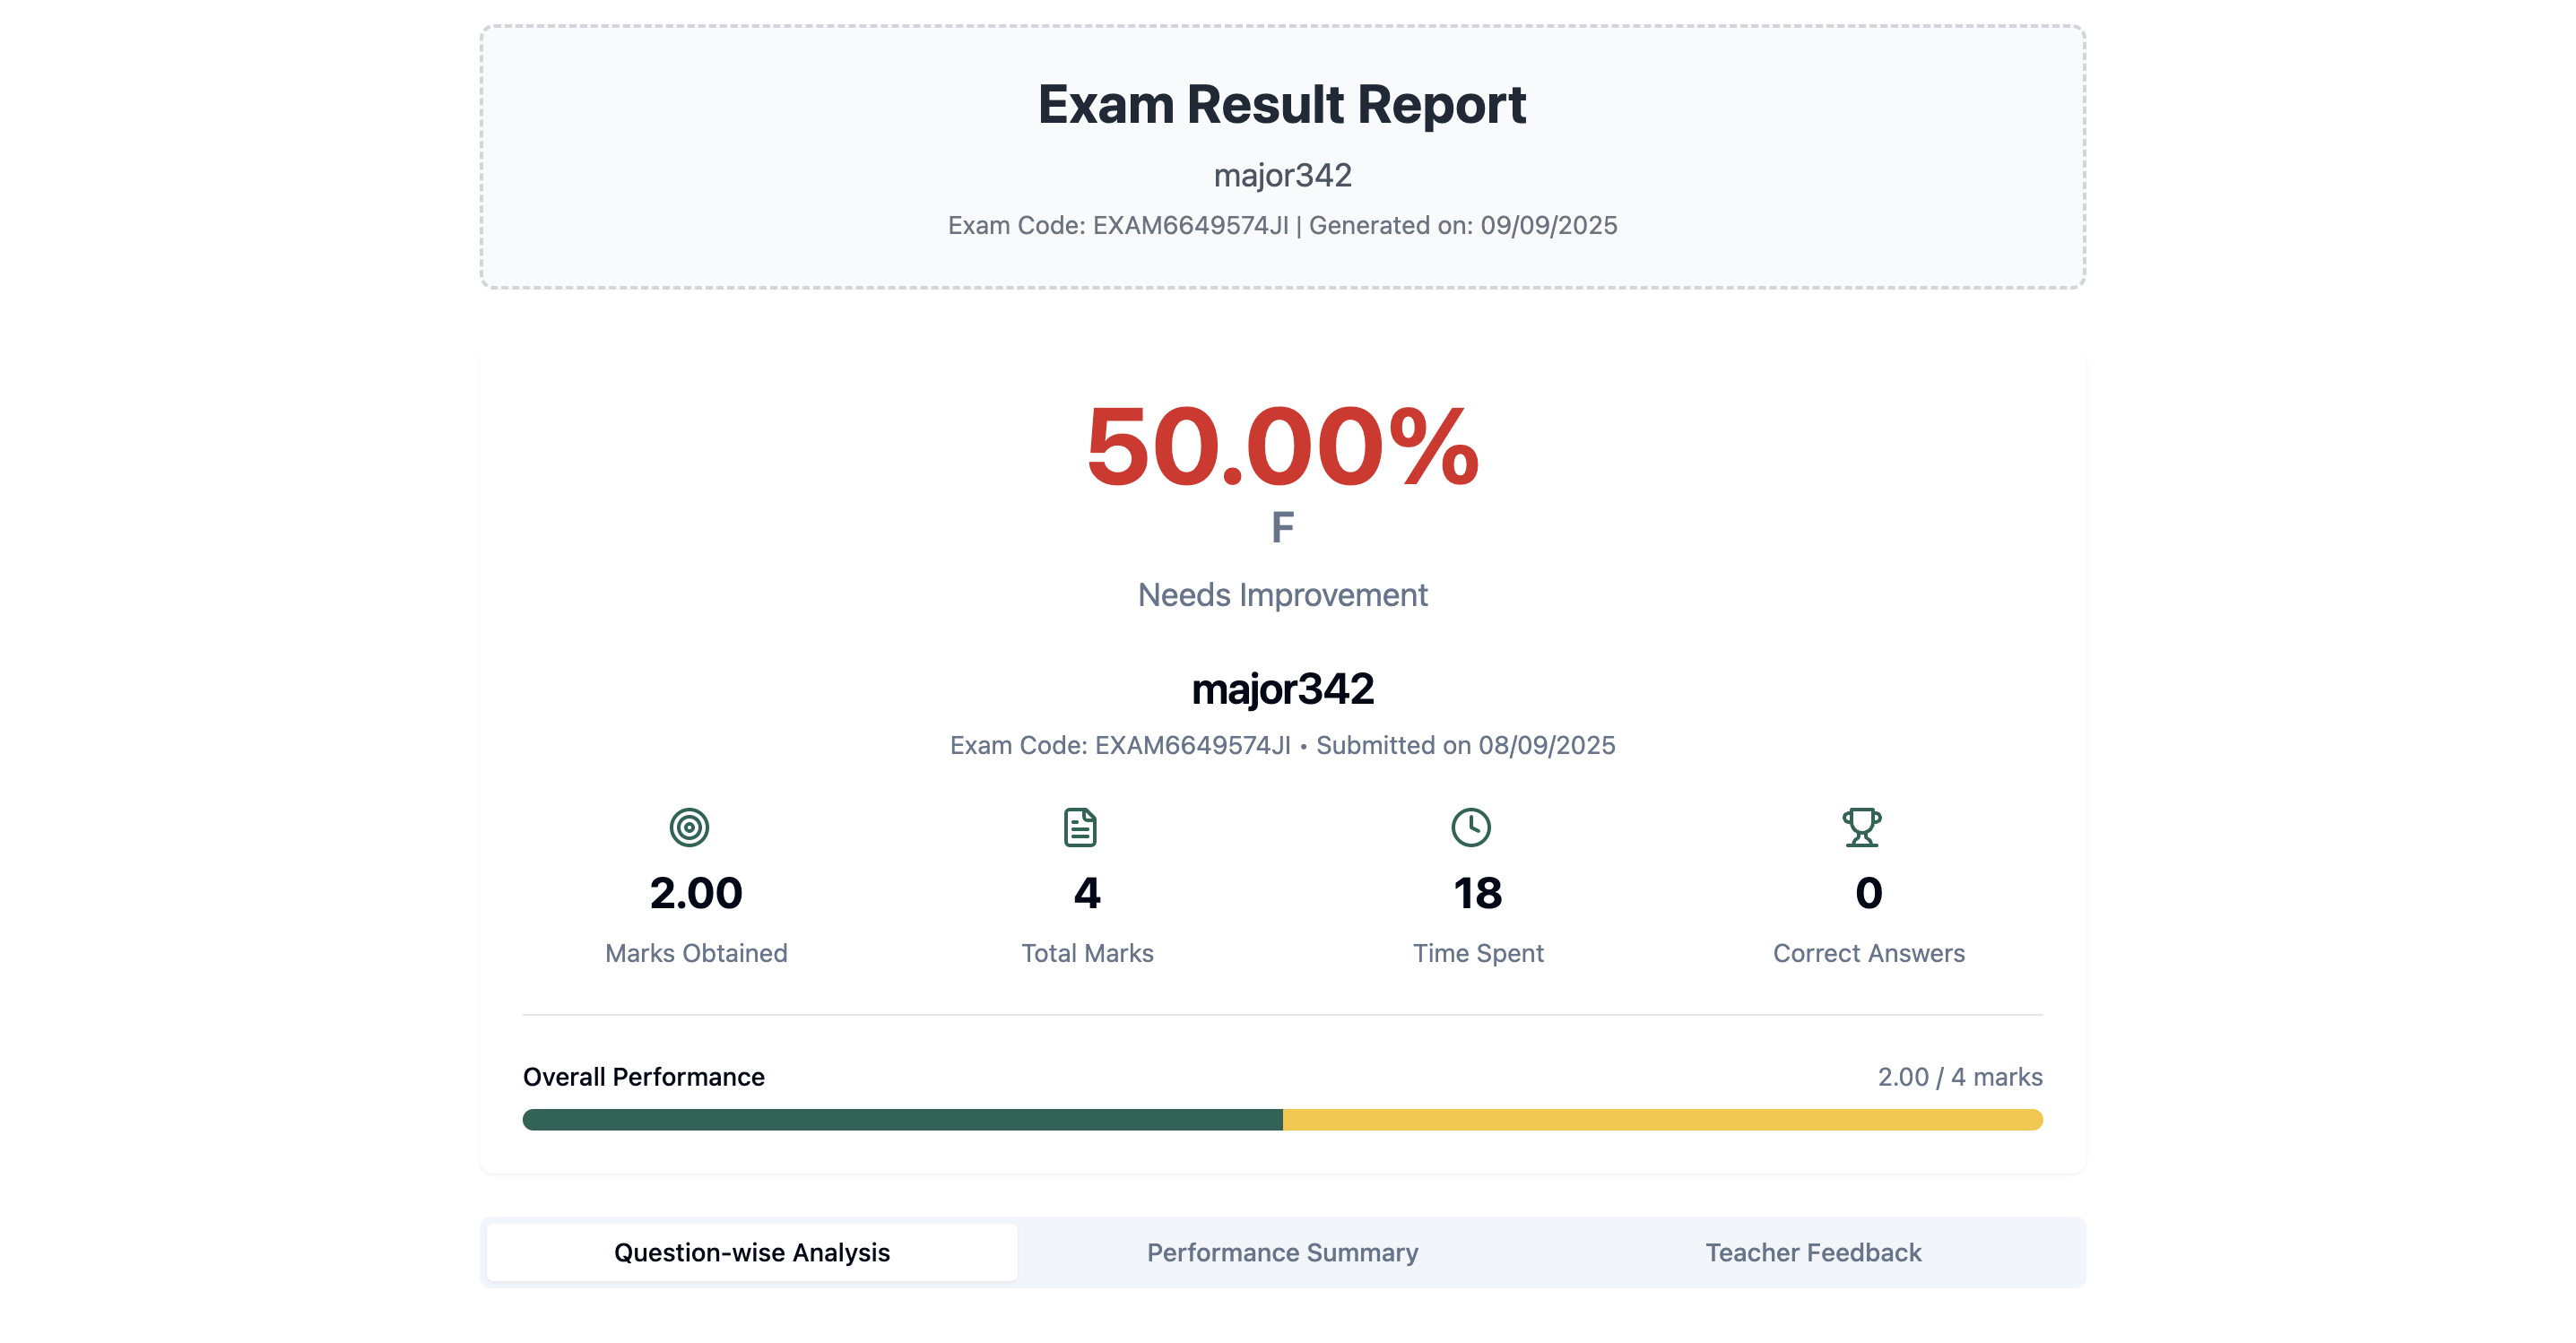 Exam Result Report
major342
Exam Code: EXAM6649574JI | Generated on: 09/09/2025
50.00%
F
Needs Improvement
major342
Exam Code: EXAM6649574JI • Submitted on 08/09/2025
2.00 4 18 0
Marks Obtained Total Marks Time Spent Correct Answers
Overall Performance 2.00 / 4 marks
Question-wise Analysis Performance Summary Teacher Feedback